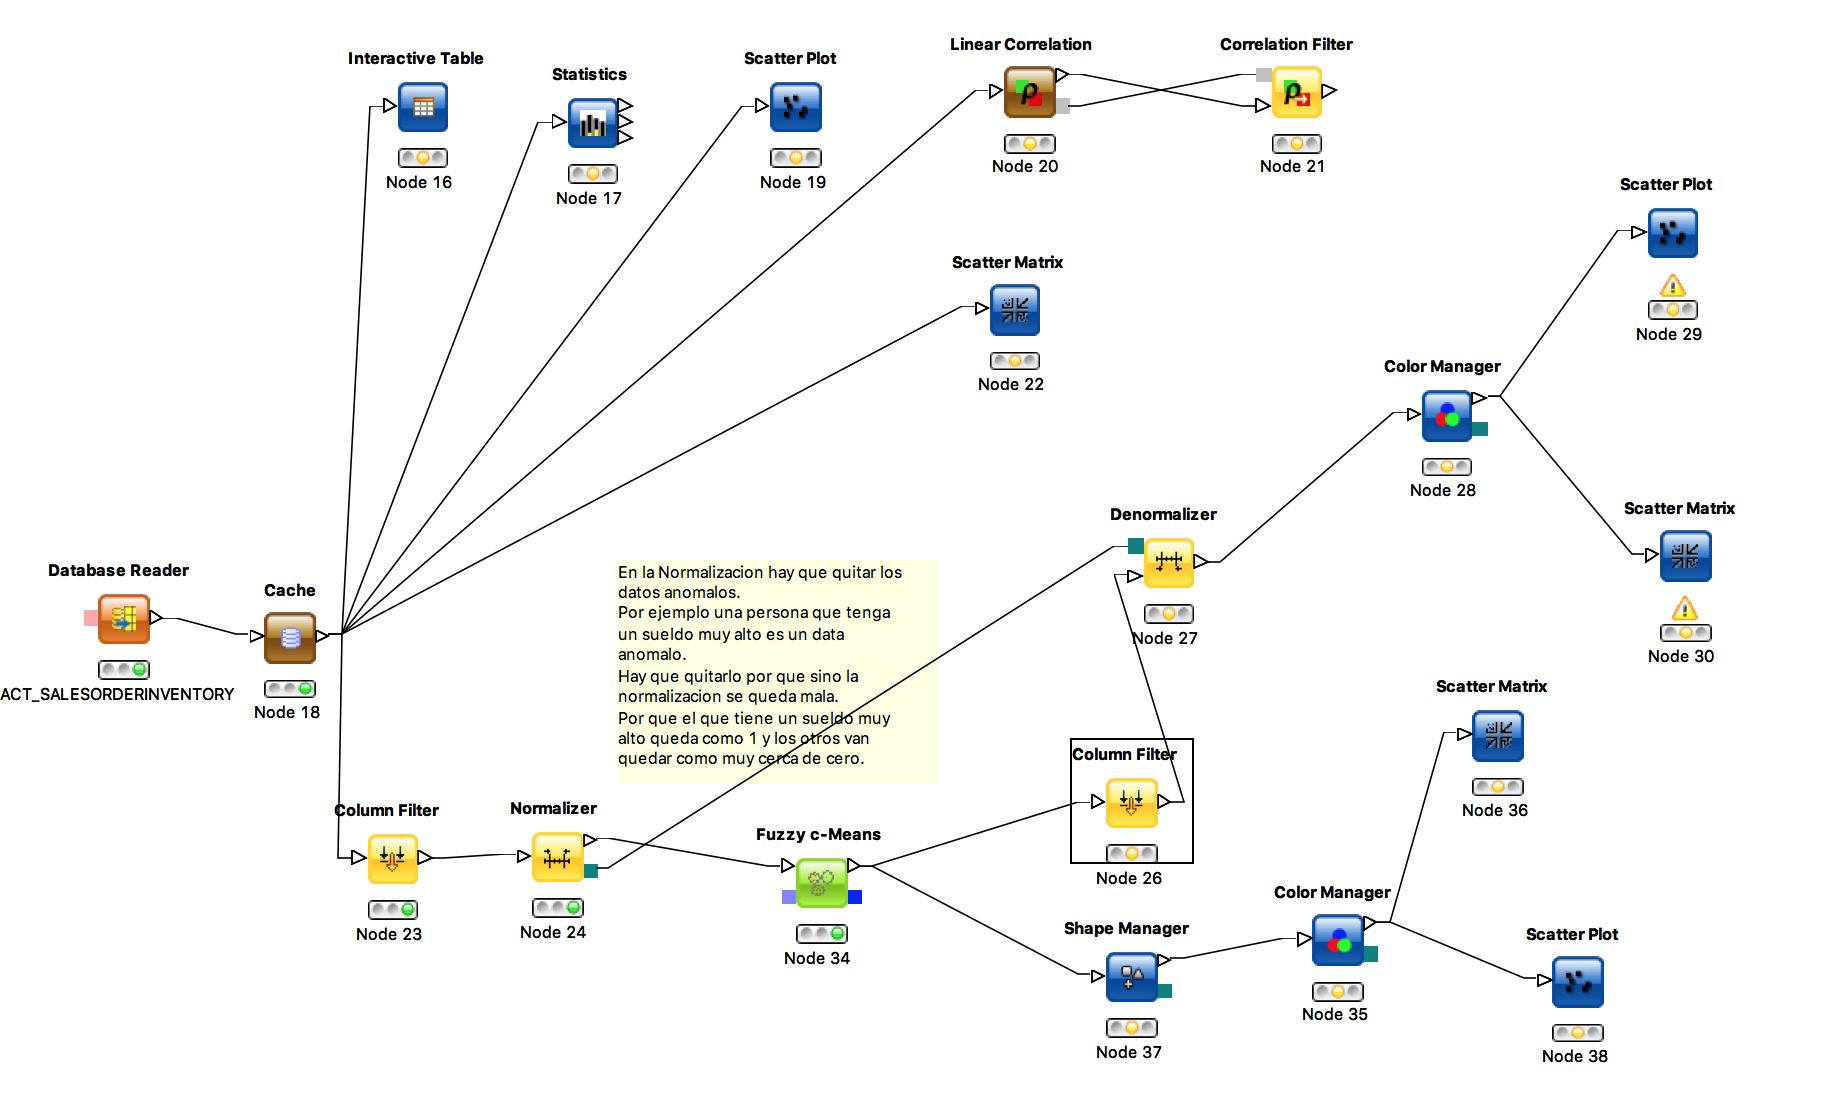 Interactive Table
Node 16
Statistics
Node 17
Scatter Plot
Node 19
Linear Correlation
Node 20
Correlation Filter
Node 21
Scatter Matrix
Node 22
Scatter Plot
Node 29
Color Manager
Node 28
Scatter Matrix
Node 30
Denormalizer
Node 27
Database Reader
ACT_SALESORDERINVENTORY
Cache
Node 18
En la Normalizacion hay que quitar los
datos anomalos.
Por ejemplo una persona que tenga
un sueldo muy alto es un data
anomalo.
Hay que quitarlo por que sino la
normalizacion se queda mala.
Por que el que tiene un sueldo muy
alto queda como 1 y los otros van
quedar como muy cerca de cero.
Column Filter
Node 23
Normalizer
Node 24
Fuzzy c-Means
Node 34
Column Filter
Node 26
Scatter Matrix
Node 36
Shape Manager
Node 37
Color Manager
Node 35
Scatter Plot
Node 38